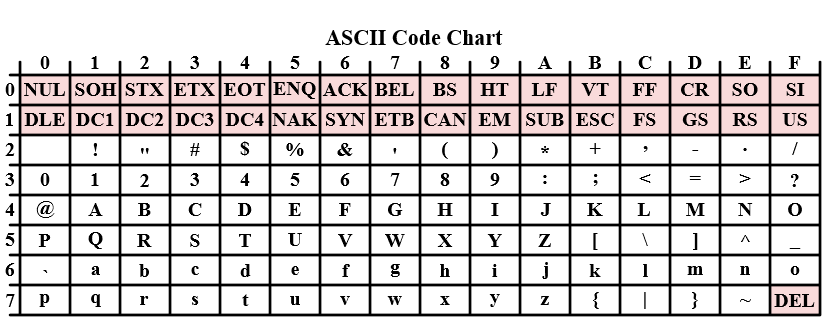 ASCII Code Chart
0 1 2 3 4 5 6 7 8 9 A B C D E F
0 NUL SOH STX ETX EOT ENQ ACK BEL BS HT LF VT FF CR SO SI
1 DLE DC1 DC2 DC3 DC4 NAK SYN ETB CAN EM SUB ESC FS GS RS US
2 ! " # $ % & ' ( ) * + , - . /
3 0 1 2 3 4 5 6 7 8 9 : ; < = > ?
4 @ A B C D E F G H I J K L M N O
5 P Q R S T U V W X Y Z [ \ ] ^ _
6 ` a b c d e f g h i j k l m n o
7 p q r s t u v w x y z { | } ~ DEL